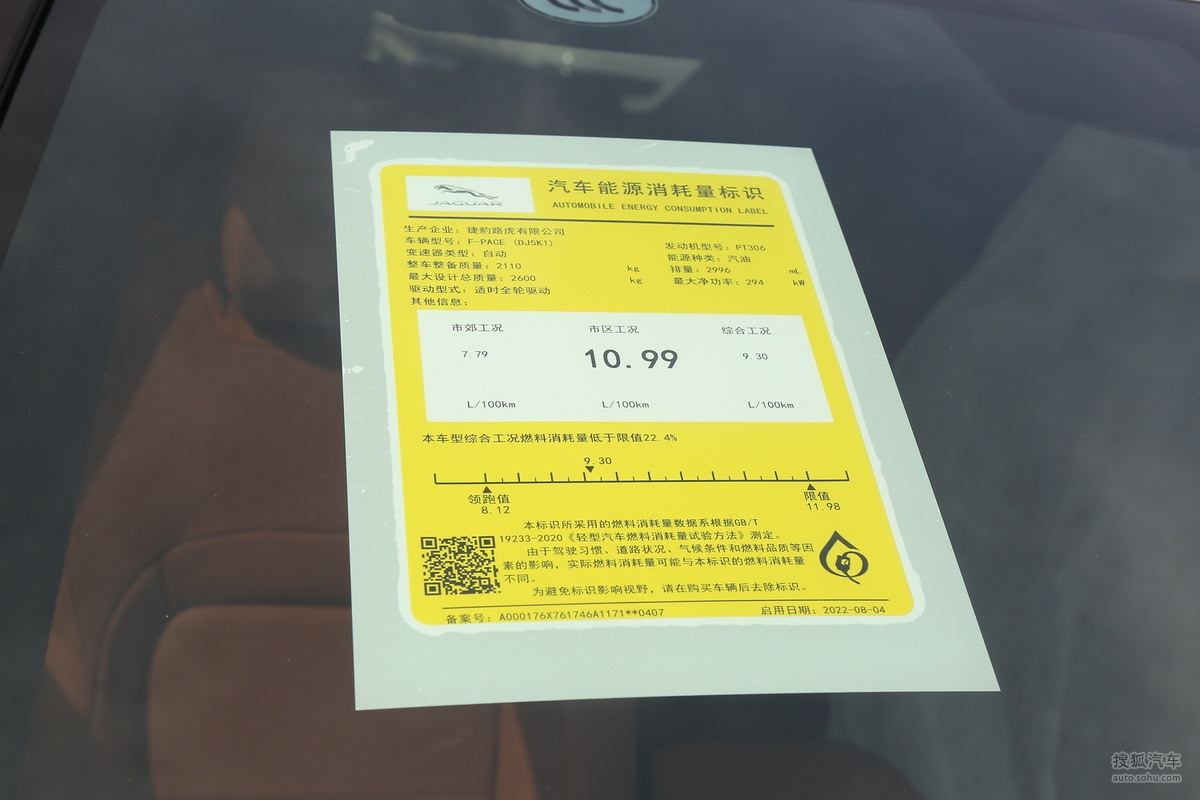 JAGUAR
汽车能源消耗量标识
AUTOMOBILE ENERGY CONSUMPTION LABEL
生产企业：捷豹路虎有限公司
车辆型号：F-PACE (DJ5K1)
发动机型号：PT306
变速器类型：自动
能源种类：汽油
整车整备质量：2110 kg
排量：2996 mL
最大设计总质量：2600 kg
最大净功率：294 kW
驱动型式：适时全轮驱动
其他信息：
市郊工况 市区工况 综合工况
7.79 10.99 9.30
L/100km L/100km L/100km
本车型综合工况燃料消耗量低于限值22.4%
9.30
领跑值 限值
8.12 11.98
本标识所采用的燃料消耗量数据系根据GB/T
19233-2020《轻型汽车燃料消耗量试验方法》测定。
由于驾驶习惯、道路状况、气候条件和燃料品质等因
素的影响，实际燃料消耗量可能与本标识的燃料消耗量
不同。
为避免标识影响视野，请在购买车辆后去除标识。
备案号：A000176X761746A1171**0407 启用日期：2022-08-04
搜狐汽车
auto.sohu.com